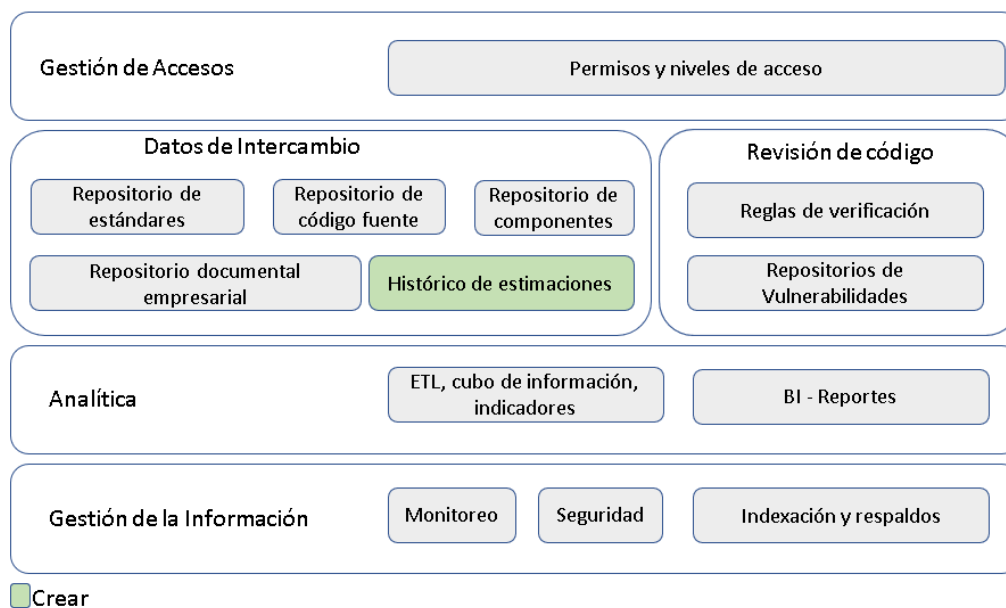 Gestión de Accesos
Permisos y niveles de acceso
Datos de Intercambio
Repositorio de
estándares
Repositorio de
código fuente
Repositorio de
componentes
Repositorio documental
empresarial
Histórico de estimaciones
Revisión de código
Reglas de verificación
Repositorios de
Vulnerabilidades
Analítica
ETL, cubo de información,
indicadores
BI - Reportes
Gestión de la Información
Monitoreo
Seguridad
Indexación y respaldos
Crear